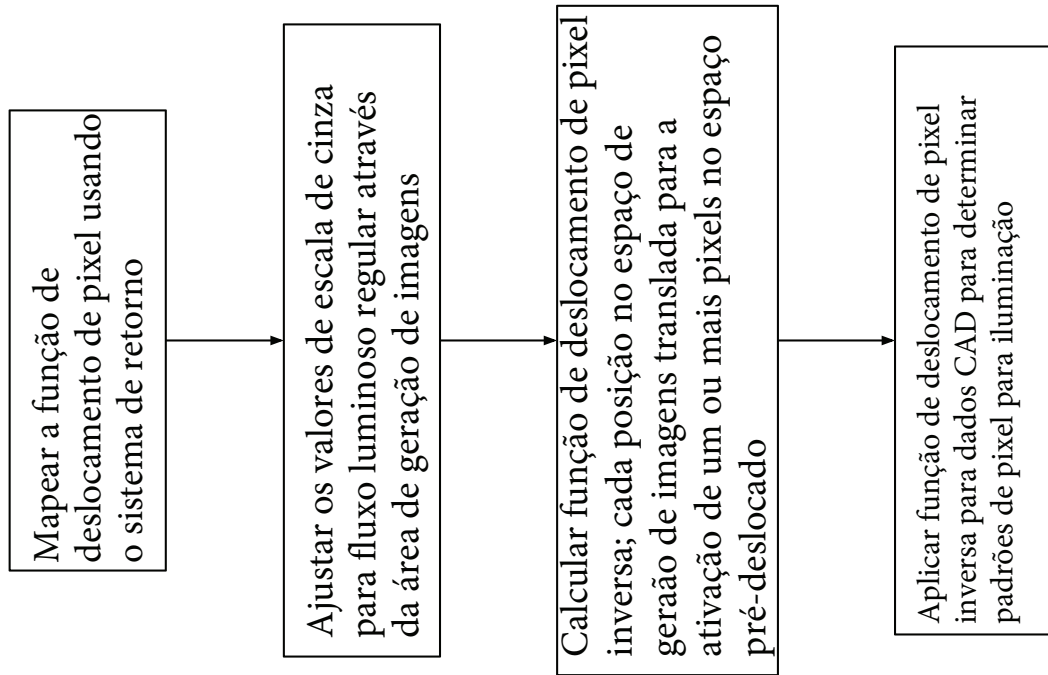 Mapear a função de
deslocamento de pixel usando
o sistema de retorno
Ajustar os valores de escala de cinza
para fluxo luminoso regular através
da área de geração de imagens
Calcular função de deslocamento de pixel
inversa; cada posição no espaço de
geraão de imagens translada para a
ativação de um ou mais pixels no espaço
pré-deslocado
Aplicar função de deslocamento de pixel
inversa para dados CAD para determinar
padrões de pixel para iluminação